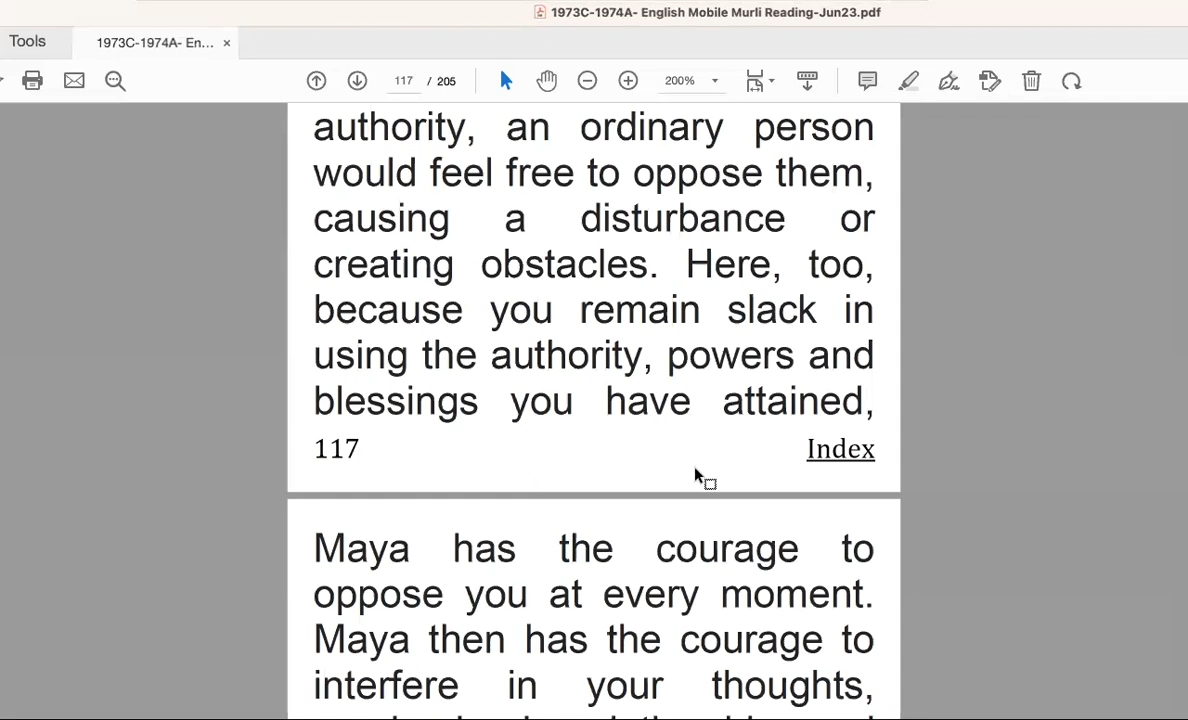 1973C-1974A- English Mobile Murli Reading-Jun23.pdf
Tools
1973C-1974A- En... ×
117 / 205
200%
authority, an ordinary person
would feel free to oppose them,
causing a disturbance or
creating obstacles. Here, too,
because you remain slack in
using the authority, powers and
blessings you have attained,
117 Index
Maya has the courage to
oppose you at every moment.
Maya then has the courage to
interfere in your thoughts,